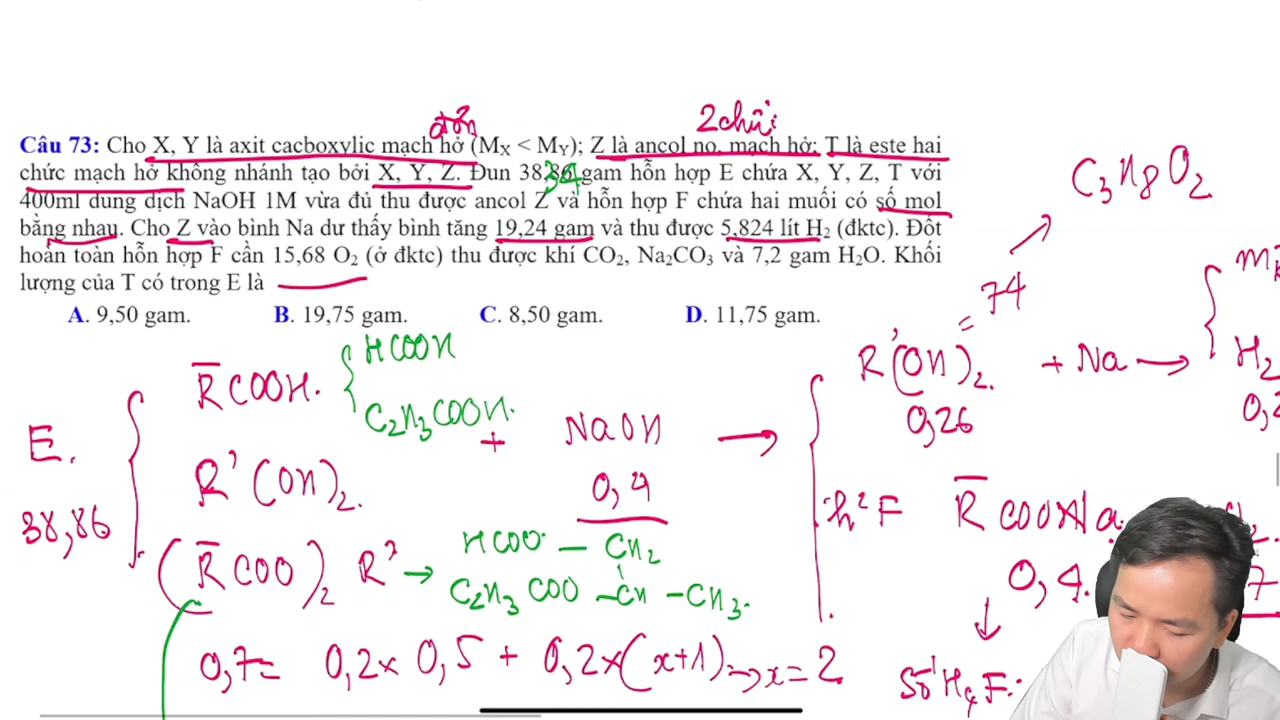 đơn
2 chức
Câu 73: Cho X, Y là axit cacboxylic mạch hở (MX < MY); Z là ancol no, mạch hở; T là este hai
chức mạch hở không nhánh tạo bởi X, Y, Z. Đun 38,86 gam hỗn hợp E chứa X, Y, Z, T với
34
400ml dung dịch NaOH 1M vừa đủ thu được ancol Z và hỗn hợp F chứa hai muối có số mol
bằng nhau. Cho Z vào bình Na dư thấy bình tăng 19,24 gam và thu được 5,824 lít H2 (đktc). Đốt
hoàn toàn hỗn hợp F cần 15,68 O2 (ở đktc) thu được khí CO2, Na2CO3 và 7,2 gam H2O. Khối
lượng của T có trong E là
A. 9,50 gam. B. 19,75 gam. C. 8,50 gam. D. 11,75 gam.
C3H8O2
= 74
E.
38,86
R̄COOH.
HCOOH
C2H3COOH.
R'(OH)2.
(R̄COO)2 R'
+ NaOH
0,4
R'(OH)2.
0,26
+ Na
H2
h² F
R̄COONa
0,4.
HCOO - CH2
C2H3COO - CH - CH3.
0,7 = 0,2 x 0,5 + 0,2 x (x+1) → x = 2
Số H F: